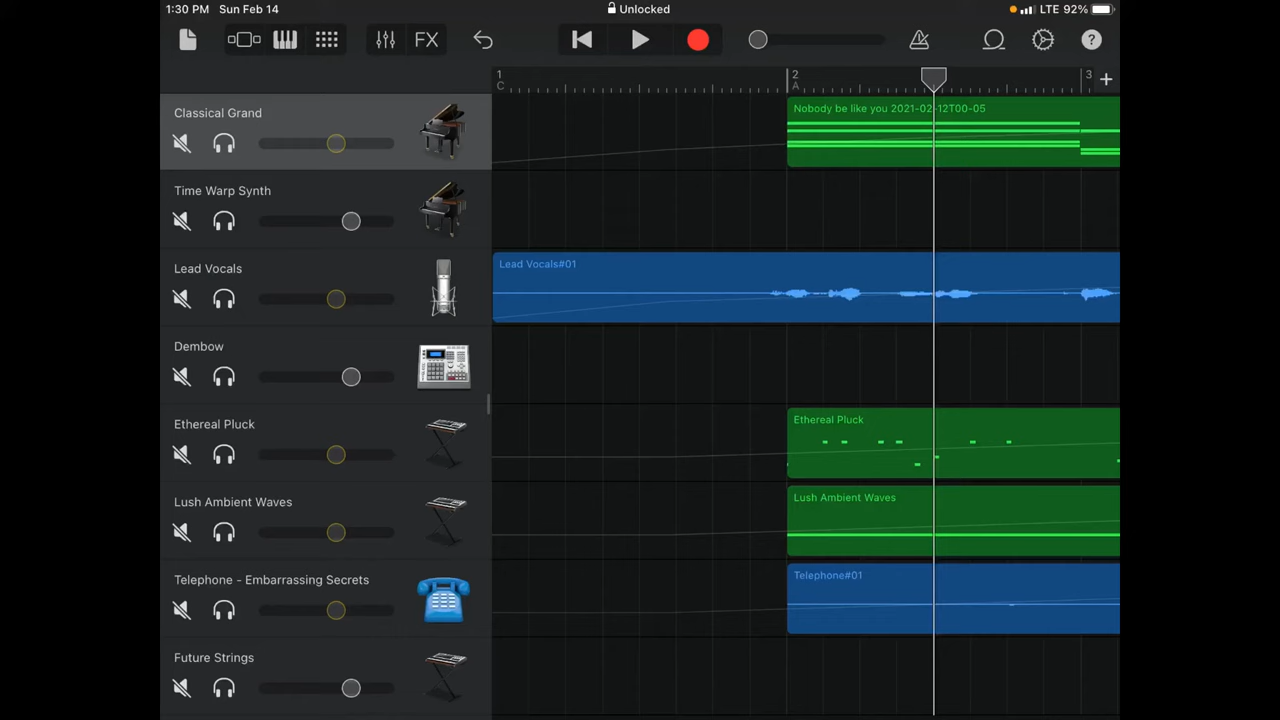 1:30 PM Sun Feb 14
Unlocked
LTE 92%
FX
?
1
C
2
A
3
+
Classical Grand
Nobody be like you 2021-02-12T00-05
Time Warp Synth
Lead Vocals
Lead Vocals#01
Dembow
Ethereal Pluck
Ethereal Pluck
Lush Ambient Waves
Lush Ambient Waves
Telephone - Embarrassing Secrets
Telephone#01
Future Strings